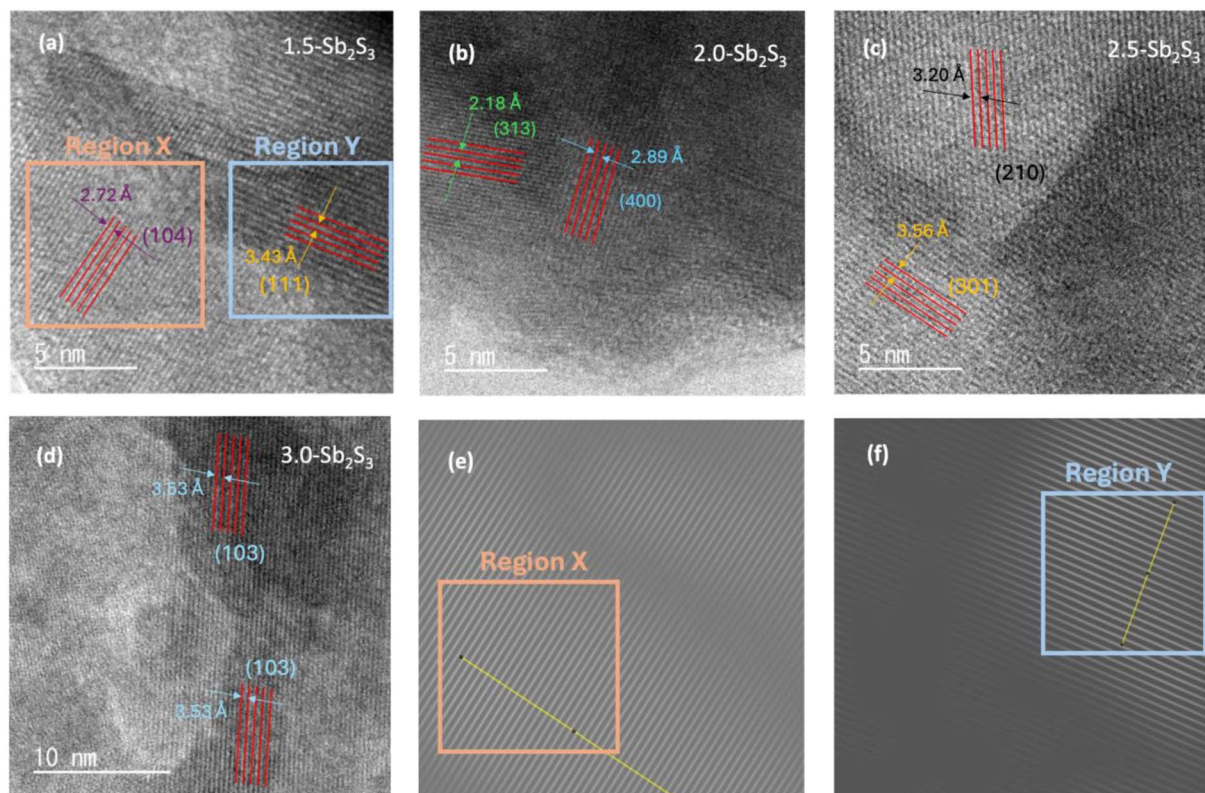 (a)
1.5-Sb₂S₃
Region X
Region Y
2.72 Å
(104)
3.43 Å
(111)
5 nm
(b)
2.0-Sb₂S₃
2.18 Å
(313)
2.89 Å
(400)
5 nm
(c)
2.5-Sb₂S₃
3.20 Å
(210)
3.56 Å
(301)
5 nm
(d)
3.0-Sb₂S₃
3.53 Å
(103)
(103)
3.53 Å
10 nm
(e)
Region X
(f)
Region Y